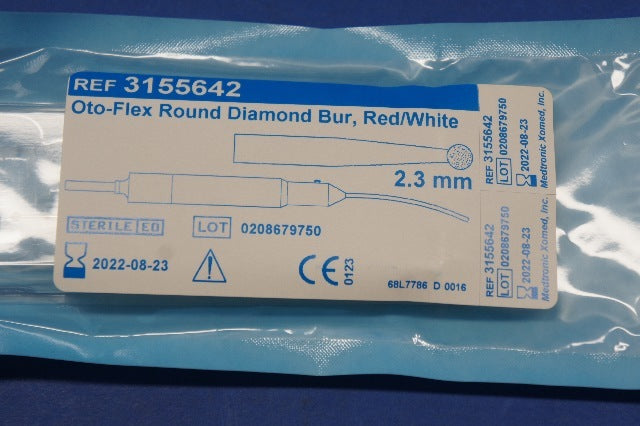 REF 3155642
Oto-Flex Round Diamond Bur, Red/White
2.3 mm
STERILE EO
LOT 0208679750
2022-08-23
CE 0123
68L7786 D 0016
REF 3155642
LOT 0208679750
2022-08-23
Medtronic Xomed, Inc.
REF 3155642
LOT 0208679750
2022-08-23
Medtronic Xomed, Inc.